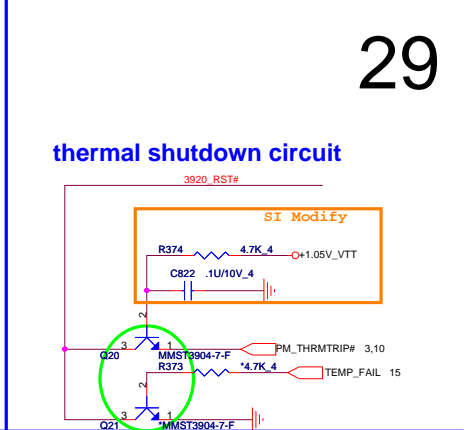 29
thermal shutdown circuit
3920_RST#
SI Modify
R374 4.7K_4 +1.05V_VTT
C822 .1U/10V_4
2
3 1 PM_THRMTRIP# 3,10
Q20 MMST3904-7-F
R373 *4.7K_4 TEMP_FAIL 15
2
3 1
Q21 *MMST3904-7-F